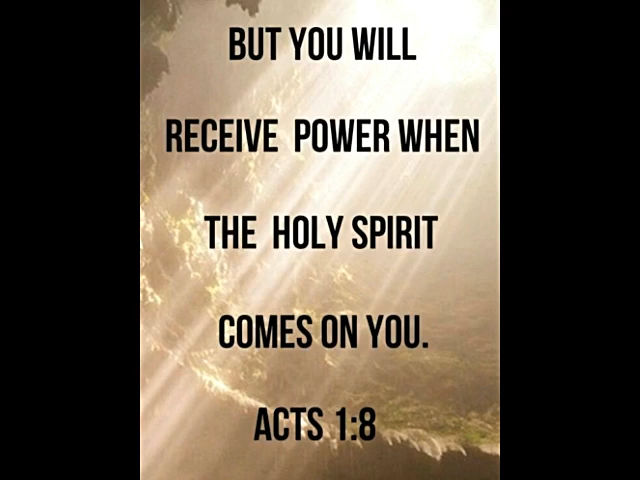 BUT YOU WILL
RECEIVE POWER WHEN
THE HOLY SPIRIT
COMES ON YOU.
ACTS 1:8